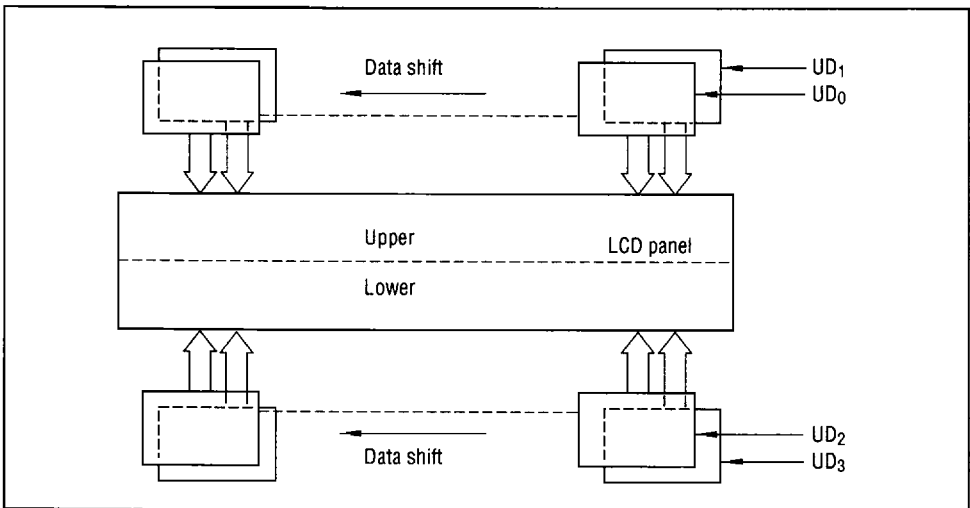 Data shift
UD₁
UD₀
Upper
LCD panel
Lower
Data shift
UD₂
UD₃